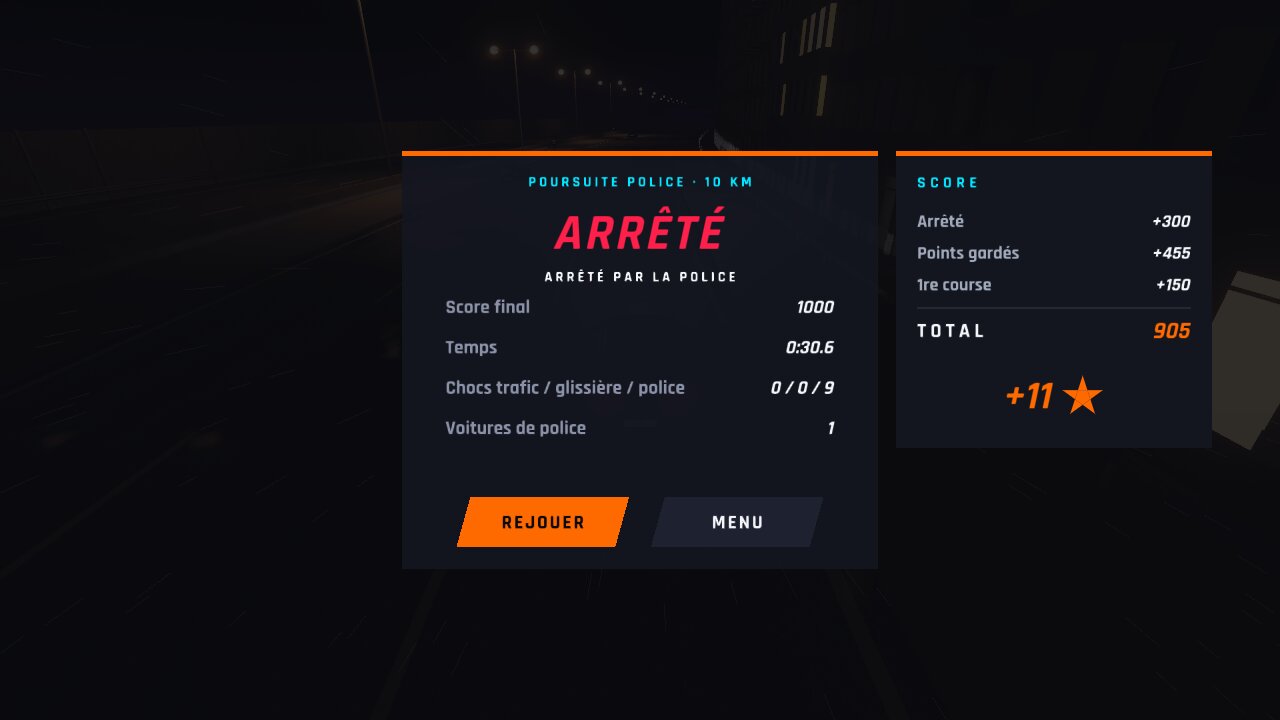 POURSUITE POLICE · 10 KM
ARRÊTÉ
ARRÊTÉ PAR LA POLICE
Score final 1000
Temps 0:30.6
Chocs trafic / glissière / police 0 / 0 / 9
Voitures de police 1
REJOUER MENU
SCORE
Arrêté +300
Points gardés +455
1re course +150
TOTAL 905
+11 ★